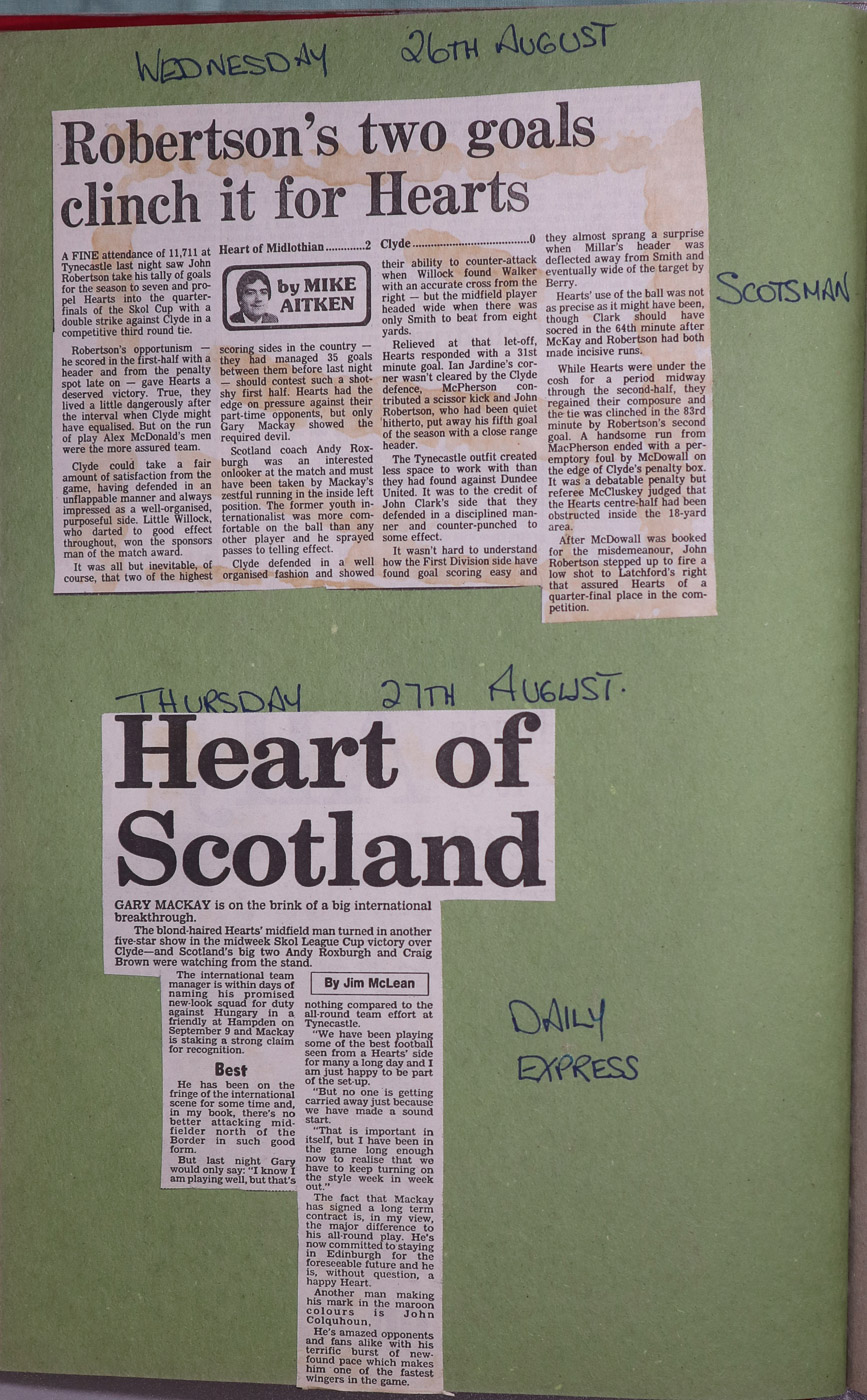 WEDNESDAY 26TH AUGUST
Robertson's two goals
clinch it for Hearts
SCOTSMAN
Heart of Midlothian.............2 Clyde.....................................0
by MIKE
AITKEN
A FINE attendance of 11,711 at
Tynecastle last night saw John
Robertson take his tally of goals
for the season to seven and pro-
pel Hearts into the quarter-
finals of the Skol Cup with a
double strike against Clyde in a
competitive third round tie.
Robertson's opportunism —
he scored in the first-half with a
header and from the penalty
spot late on — gave Hearts a
deserved victory. True, they
lived a little dangerously after
the interval when Clyde might
have equalised. But on the run
of play Alex McDonald's men
were the more assured team.
Clyde could take a fair
amount of satisfaction from the
game, having defended in an
unflappable manner and always
impressed as a well-organised,
purposeful side. Little Willock,
who darted to good effect
throughout, won the sponsors
man of the match award.
It was all but inevitable, of
course, that two of the highest
scoring sides in the country —
they had managed 35 goals
between them before last night
— should contest such a shot-
shy first half. Hearts had the
edge on pressure against their
part-time opponents, but only
Gary Mackay showed the
required devil.
Scotland coach Andy Rox-
burgh was an interested
onlooker at the match and must
have been taken by Mackay's
zestful running in the inside left
position. The former youth in-
ternationalist was more com-
fortable on the ball than any
other player and he sprayed
passes to telling effect.
Clyde defended in a well
organised fashion and showed
their ability to counter-attack
when Willock found Walker
with an accurate cross from the
right — but the midfield player
headed wide when there was
only Smith to beat from eight
yards.
Relieved at that let-off,
Hearts responded with a 31st
minute goal. Ian Jardine's cor-
ner wasn't cleared by the Clyde
defence, McPherson con-
tributed a scissor kick and John
Robertson, who had been quiet
hitherto, put away his fifth goal
of the season with a close range
header.
The Tynecastle outfit created
less space to work with than
they had found against Dundee
United. It was to the credit of
John Clark's side that they
defended in a disciplined man-
ner and counter-punched to
some effect.
It wasn't hard to understand
how the First Division side have
found goal scoring easy and
they almost sprang a surprise
when Millar's header was
deflected away from Smith and
eventually wide of the target by
Berry.
Hearts' use of the ball was not
as precise as it might have been,
though Clark should have
socred in the 64th minute after
McKay and Robertson had both
made incisive runs.
While Hearts were under the
cosh for a period midway
through the second-half, they
regained their composure and
the tie was clinched in the 83rd
minute by Robertson's second
goal. A handsome run from
MacPherson ended with a per-
emptory foul by McDowall on
the edge of Clyde's penalty box.
It was a debatable penalty but
referee McCluskey judged that
the Hearts centre-half had been
obstructed inside the 18-yard
area.
After McDowall was booked
for the misdemeanour, John
Robertson stepped up to fire a
low shot to Latchford's right
that assured Hearts of a
quarter-final place in the com-
petition.
THURSDAY 27TH AUGUST.
Heart of
Scotland
GARY MACKAY is on the brink of a big international
breakthrough.
The blond-haired Hearts' midfield man turned in another
five-star show in the midweek Skol League Cup victory over
Clyde—and Scotland's big two Andy Roxburgh and Craig
Brown were watching from the stand.
By Jim McLean
DAILY
EXPRESS
The international team
manager is within days of
naming his promised
new-look squad for duty
against Hungary in a
friendly at Hampden on
September 9 and Mackay
is staking a strong claim
for recognition.
Best
He has been on the
fringe of the international
scene for some time and,
in my book, there's no
better attacking mid-
fielder north of the
Border in such good
form.
But last night Gary
would only say: "I know I
am playing well, but that's
nothing compared to the
all-round team effort at
Tynecastle.
"We have been playing
some of the best football
seen from a Hearts' side
for many a long day and I
am just happy to be part
of the set-up.
"But no one is getting
carried away just because
we have made a sound
start.
"That is important in
itself, but I have been in
the game long enough
now to realise that we
have to keep turning on
the style week in week
out."
The fact that Mackay
has signed a long term
contract is, in my view,
the major difference to
his all-round play. He's
now committed to staying
in Edinburgh for the
foreseeable future and he
is, without question, a
happy Heart.
Another man making
his mark in the maroon
colours is John
Colquhoun,
He's amazed opponents
and fans alike with his
terrific burst of new-
found pace which makes
him one of the fastest
wingers in the game.